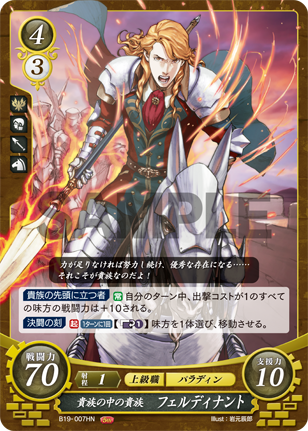 4
3
SAMPLE
力が足りなければ努力し続け、優秀な存在になる……
それこそが貴族なのだよ！
貴族の先頭に立つ者 常 自分のターン中、出撃コストが1のすべて
の味方の戦闘力は＋10される。
決闘の刻 起 1ターンに1回 【1】味方を1体選び、移動させる。
戦闘力
70
射程 1 上級職 パラディン
支援力
10
貴族の中の貴族 フェルディナント
B19-007HN
Illust：岩元辰郎